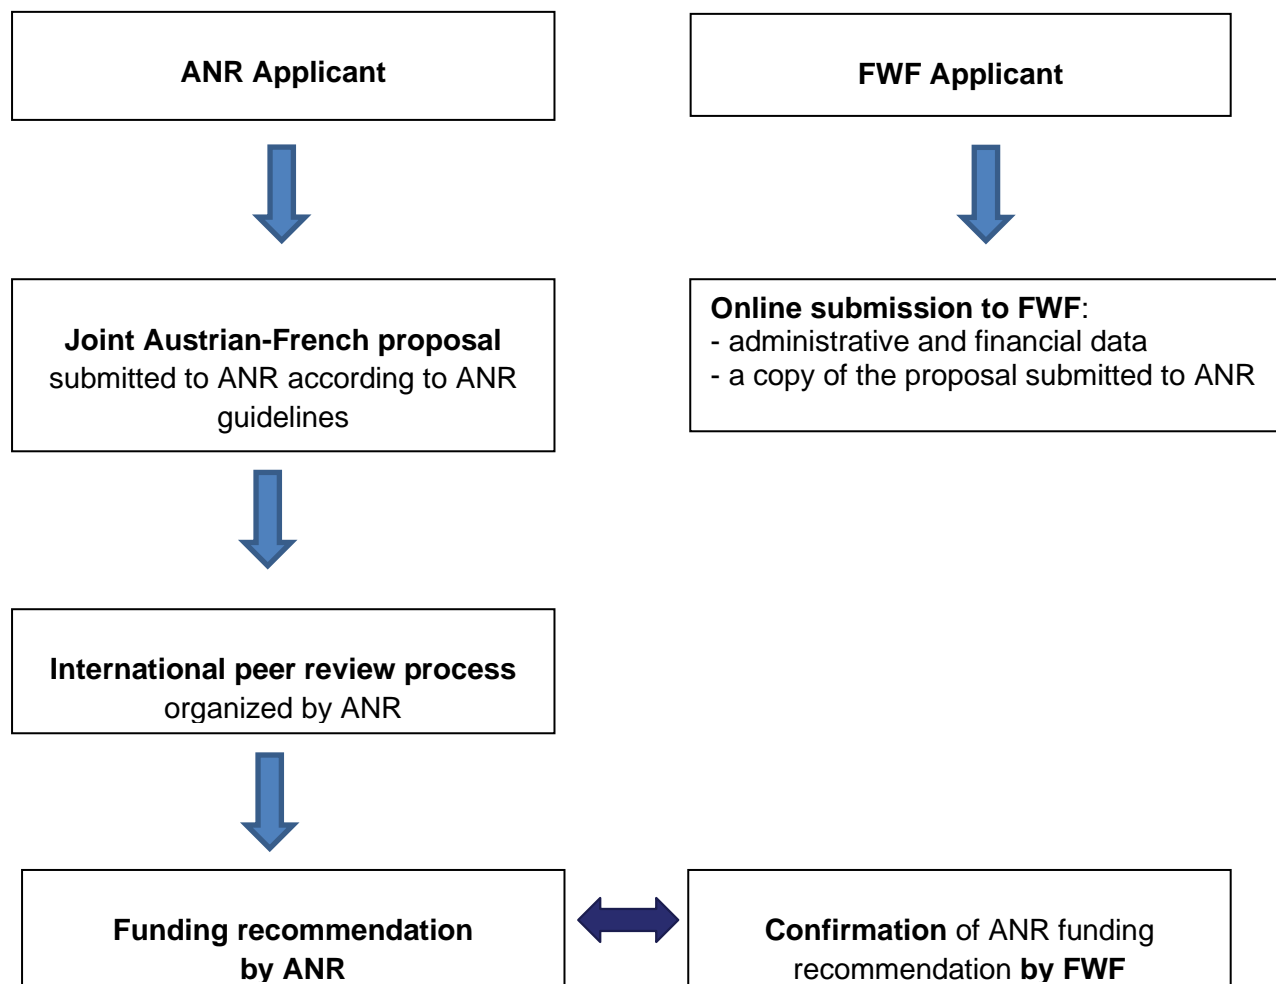 ANR Applicant
FWF Applicant
Joint Austrian-French proposal
submitted to ANR according to ANR
guidelines
Online submission to FWF:
- administrative and financial data
- a copy of the proposal submitted to ANR
International peer review process
organized by ANR
Funding recommendation
by ANR
Confirmation of ANR funding
recommendation by FWF